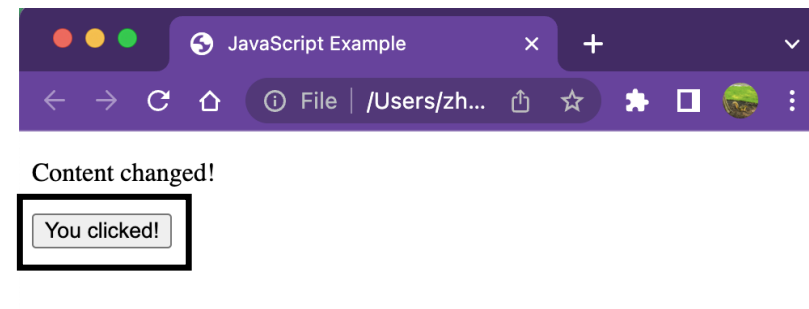 JavaScript Example
File | /Users/zh...
Content changed!
You clicked!